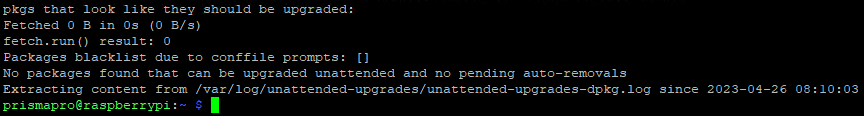 pkgs that look like they should be upgraded:
Fetched 0 B in 0s (0 B/s)
fetch.run() result: 0
Packages blacklist due to conffile prompts: []
No packages found that can be upgraded unattended and no pending auto-removals
Extracting content from /var/log/unattended-upgrades/unattended-upgrades-dpkg.log since 2023-04-26 08:10:03
prismapro@raspberrypi:~ $